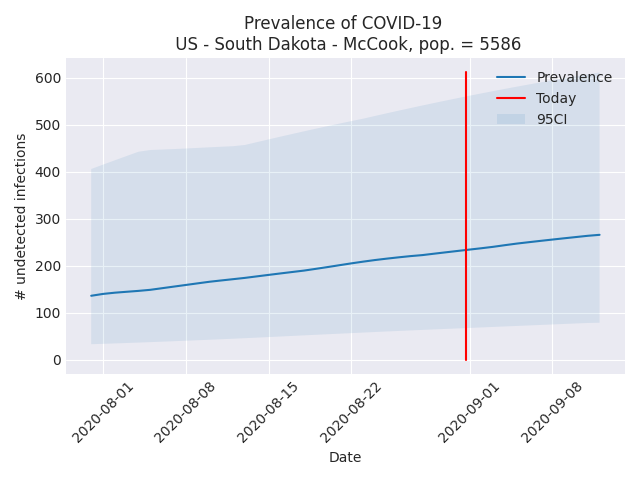 Prevalence of COVID-19
US - South Dakota - McCook, pop. = 5586
# undetected infections
600
500
400
300
200
100
0
Prevalence
Today
95CI
2020-08-01
2020-08-08
2020-08-15
2020-08-22
2020-09-01
2020-09-08
Date